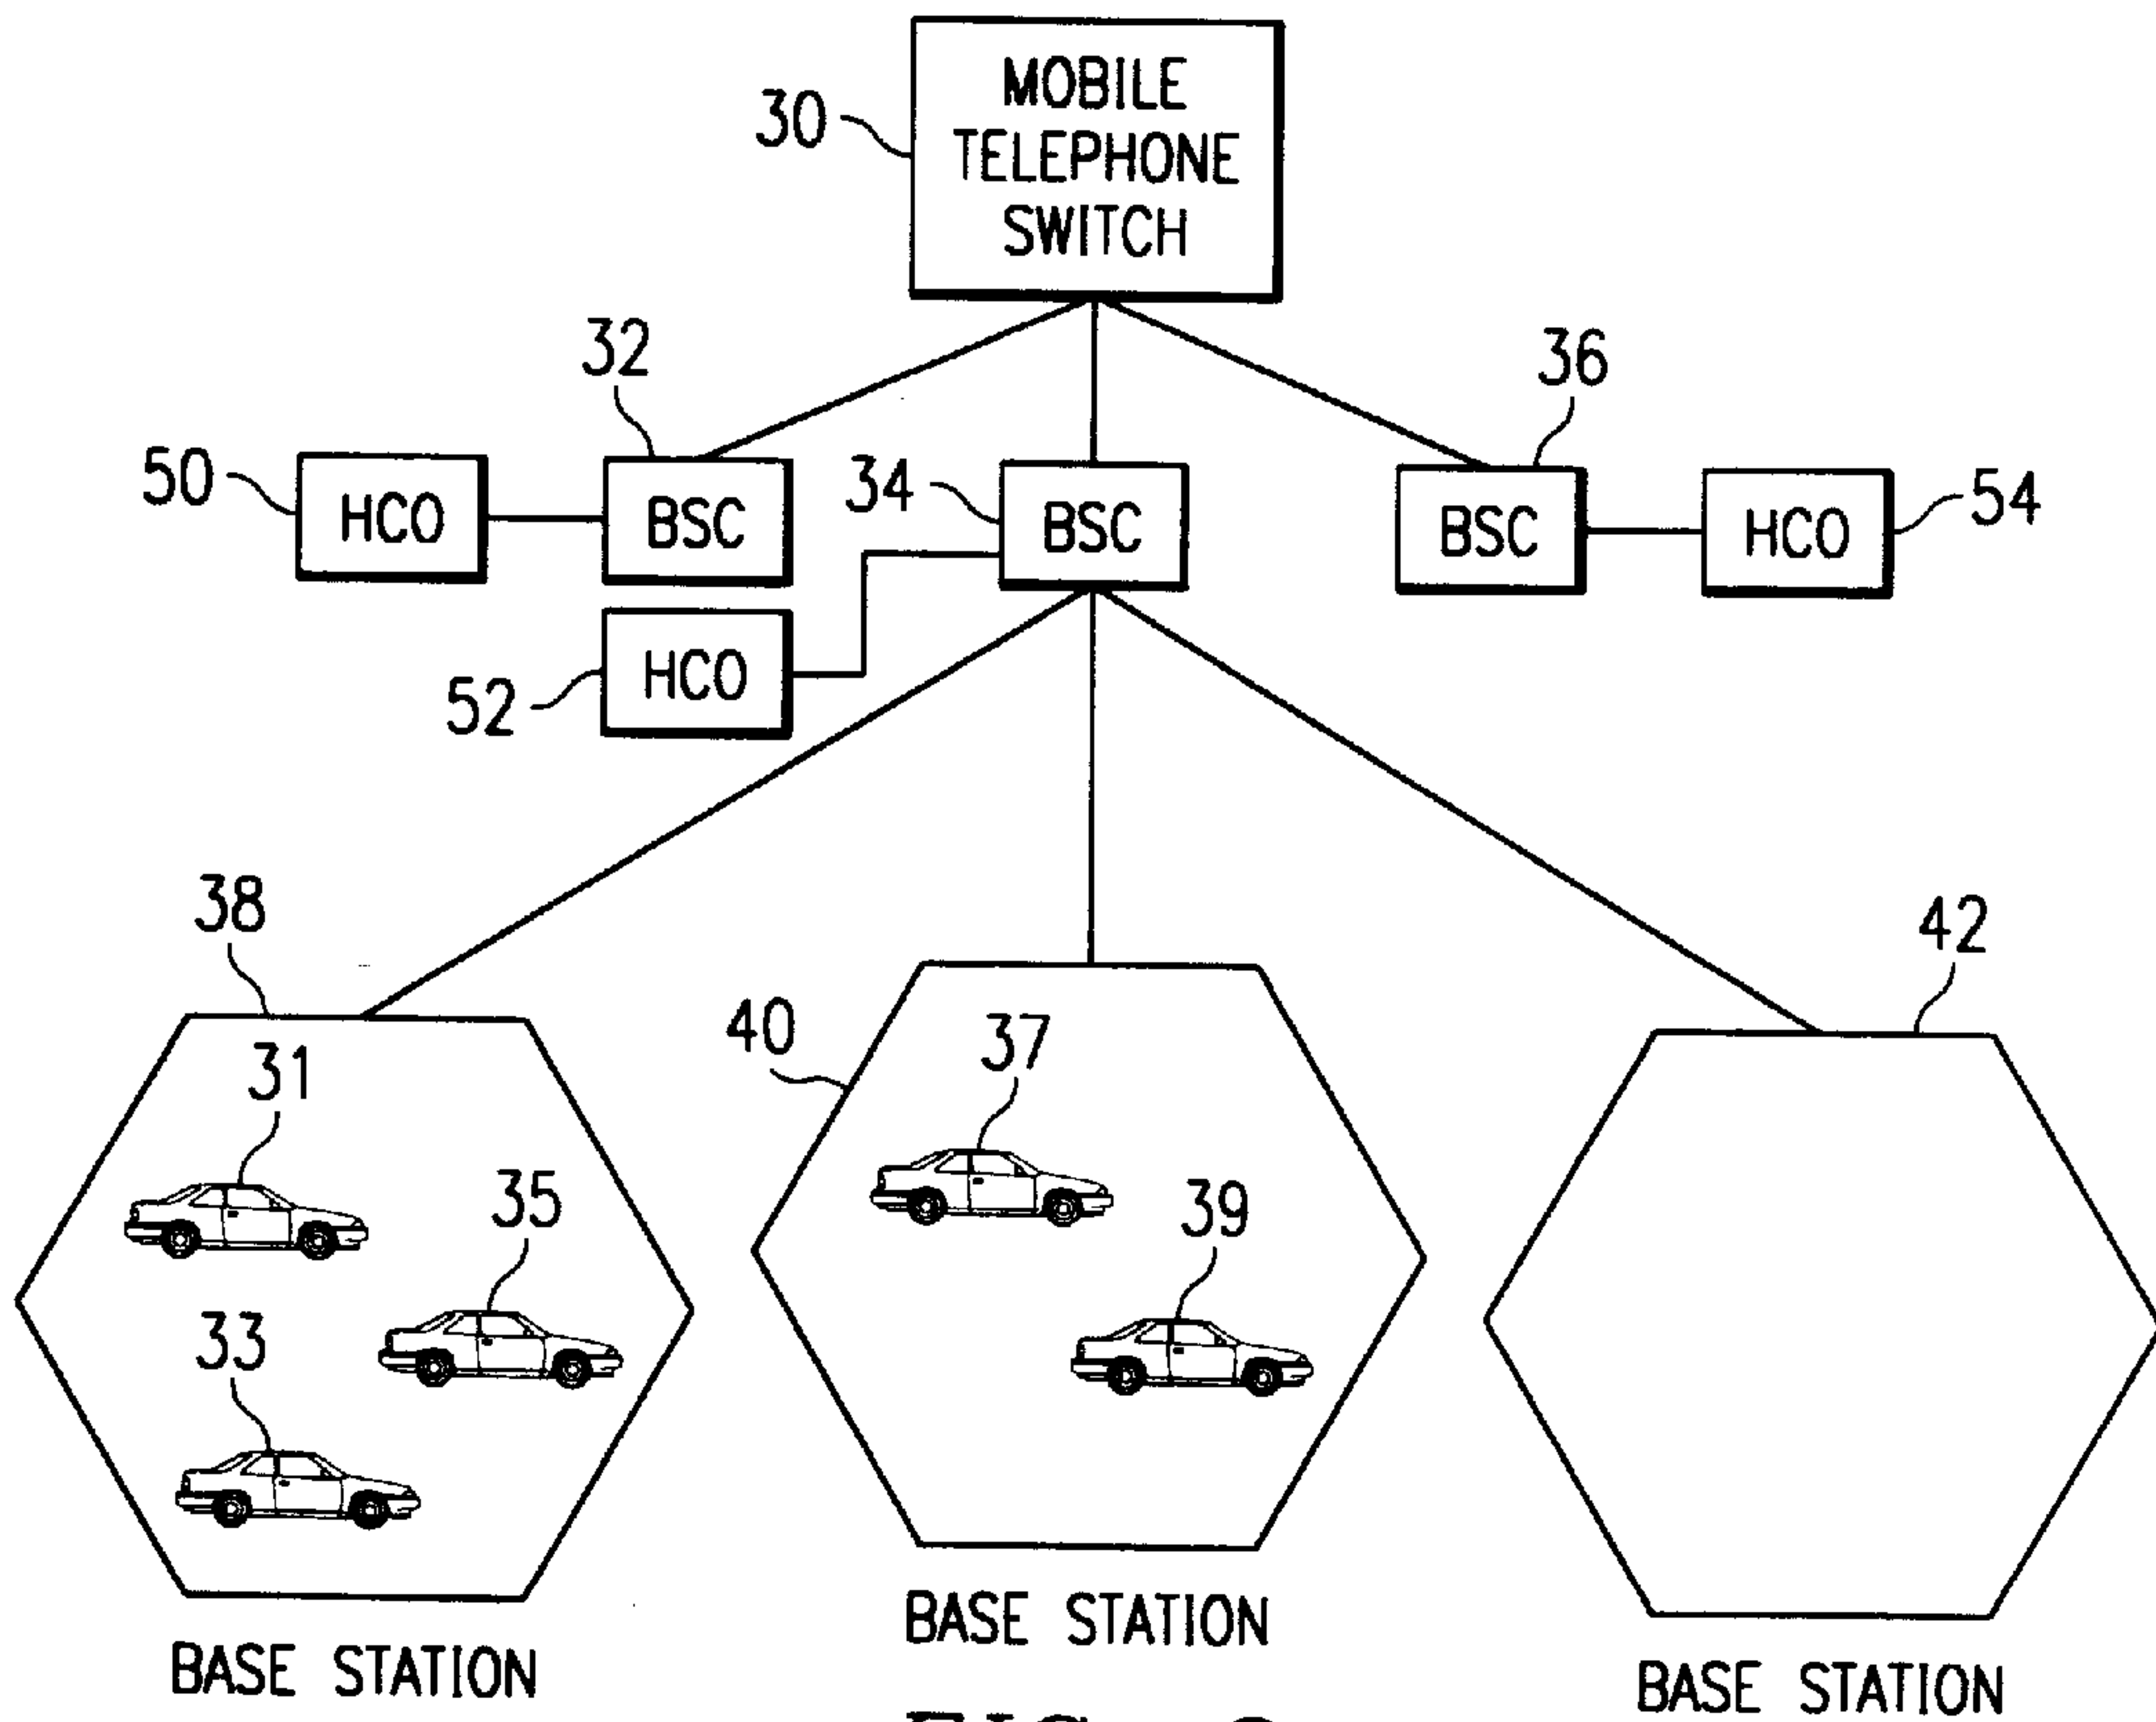 MOBILE
TELEPHONE
SWITCH
30
32
36
50
HCO
BSC
34
BSC
BSC
HCO
54
HCO
52
38
42
40
37
31
35
39
33
BASE STATION
BASE STATION
BASE STATION